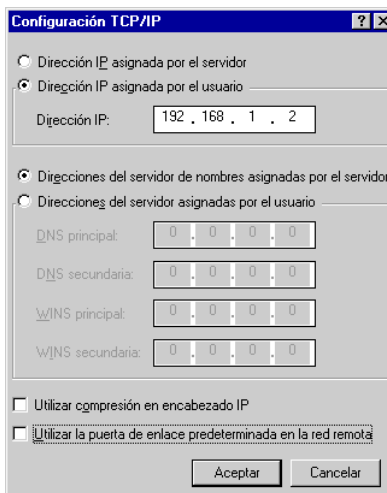 Configuración TCP/IP
Dirección IP asignada por el servidor
Dirección IP asignada por el usuario
Dirección IP: 192 . 168 . 1 . 2
Direcciones del servidor de nombres asignadas por el servidor
Direcciones del servidor asignadas por el usuario
DNS principal: 0 . 0 . 0 . 0
DNS secundaria: 0 . 0 . 0 . 0
WINS principal: 0 . 0 . 0 . 0
WINS secundaria: 0 . 0 . 0 . 0
Utilizar compresión en encabezado IP
Utilizar la puerta de enlace predeterminada en la red remota
Aceptar Cancelar